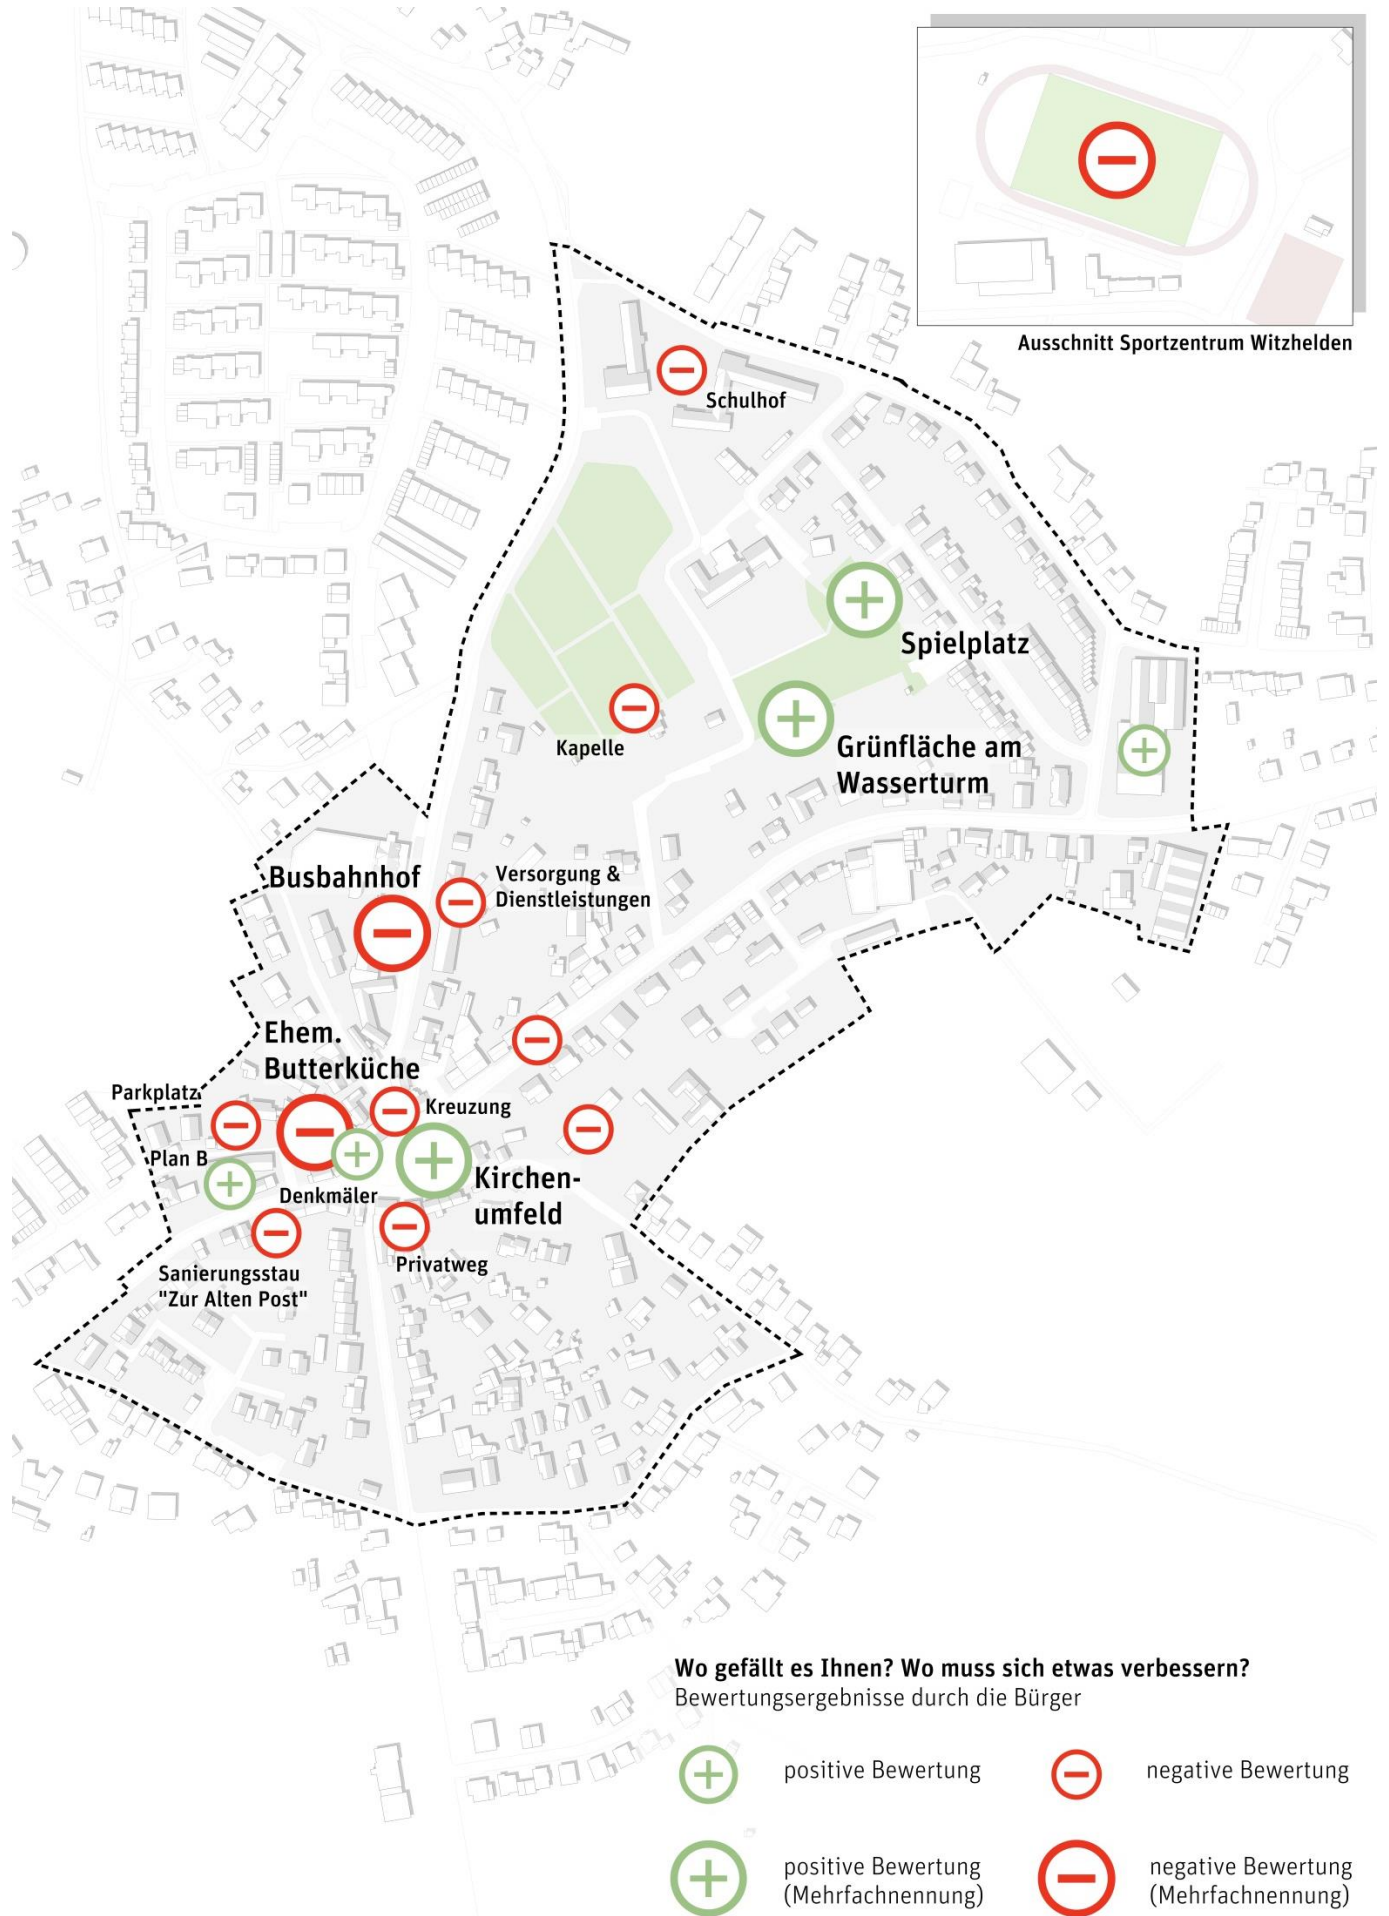 Ausschnitt Sportzentrum Witzhelden
Schulhof
Spielplatz
Kapelle
Grünfläche am
Wasserturm
Busbahnhof
Versorgung &
Dienstleistungen
Ehem.
Butterküche
Parkplatz
Kreuzung
Plan B
Denkmäler
Kirchen-
umfeld
Privatweg
Sanierungsstau
"Zur Alten Post"
Wo gefällt es Ihnen? Wo muss sich etwas verbessern?
Bewertungsergebnisse durch die Bürger
positive Bewertung
negative Bewertung
positive Bewertung
(Mehrfachnennung)
negative Bewertung
(Mehrfachnennung)